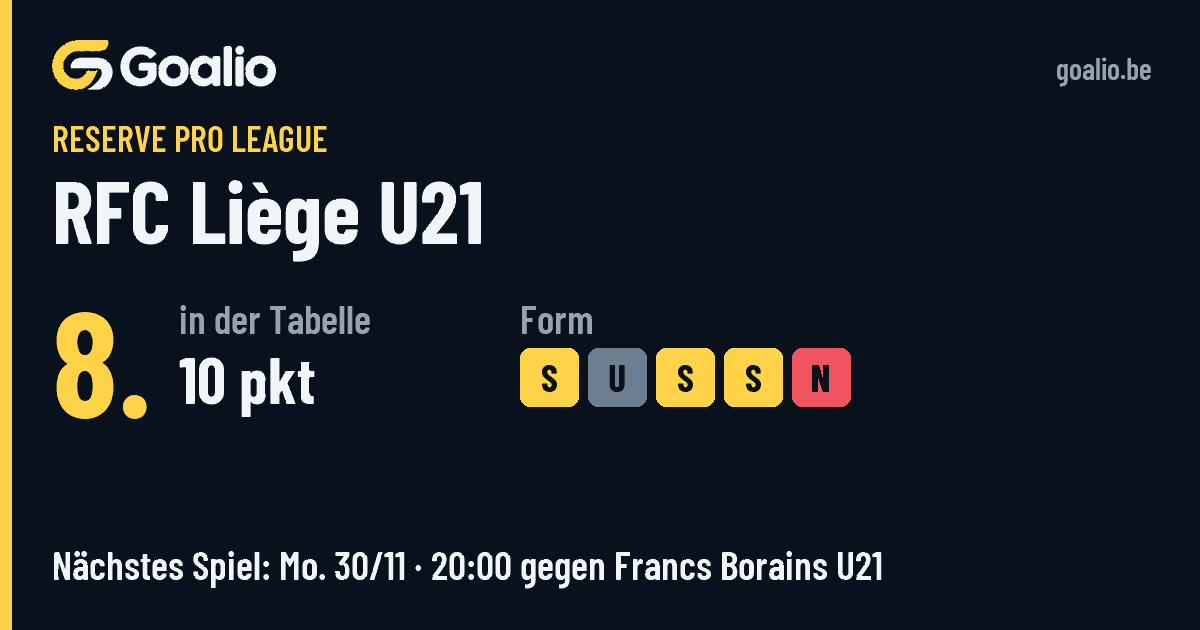 Goalio
goalio.be
RESERVE PRO LEAGUE
RFC Liège U21
8.
in der Tabelle
10 pkt
Form
S U S S N
Nächstes Spiel: Mo. 30/11 · 20:00 gegen Francs Borains U21